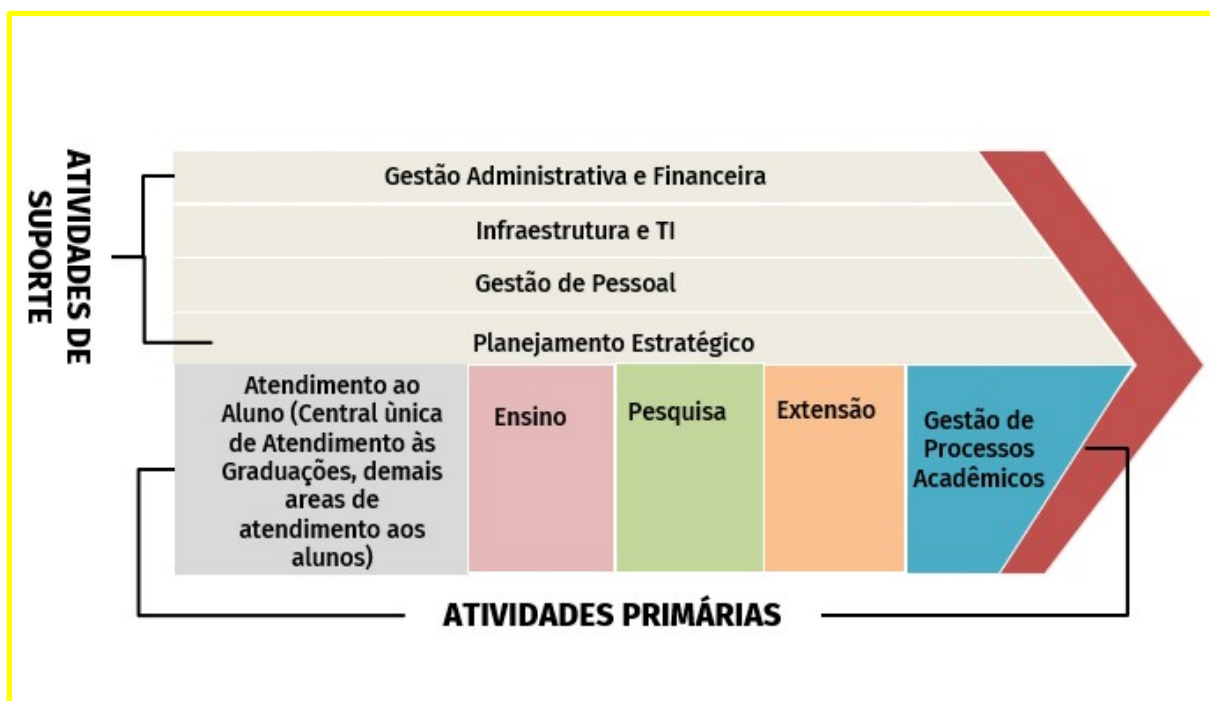 ATIVIDADES DE
SUPORTE
Gestão Administrativa e Financeira
Infraestrutura e TI
Gestão de Pessoal
Planejamento Estratégico
Atendimento ao
Aluno (Central ùnica
de Atendimento às
Graduações, demais
areas de
atendimento aos
alunos)
Ensino
Pesquisa
Extensão
Gestão de
Processos
Acadêmicos
ATIVIDADES PRIMÁRIAS